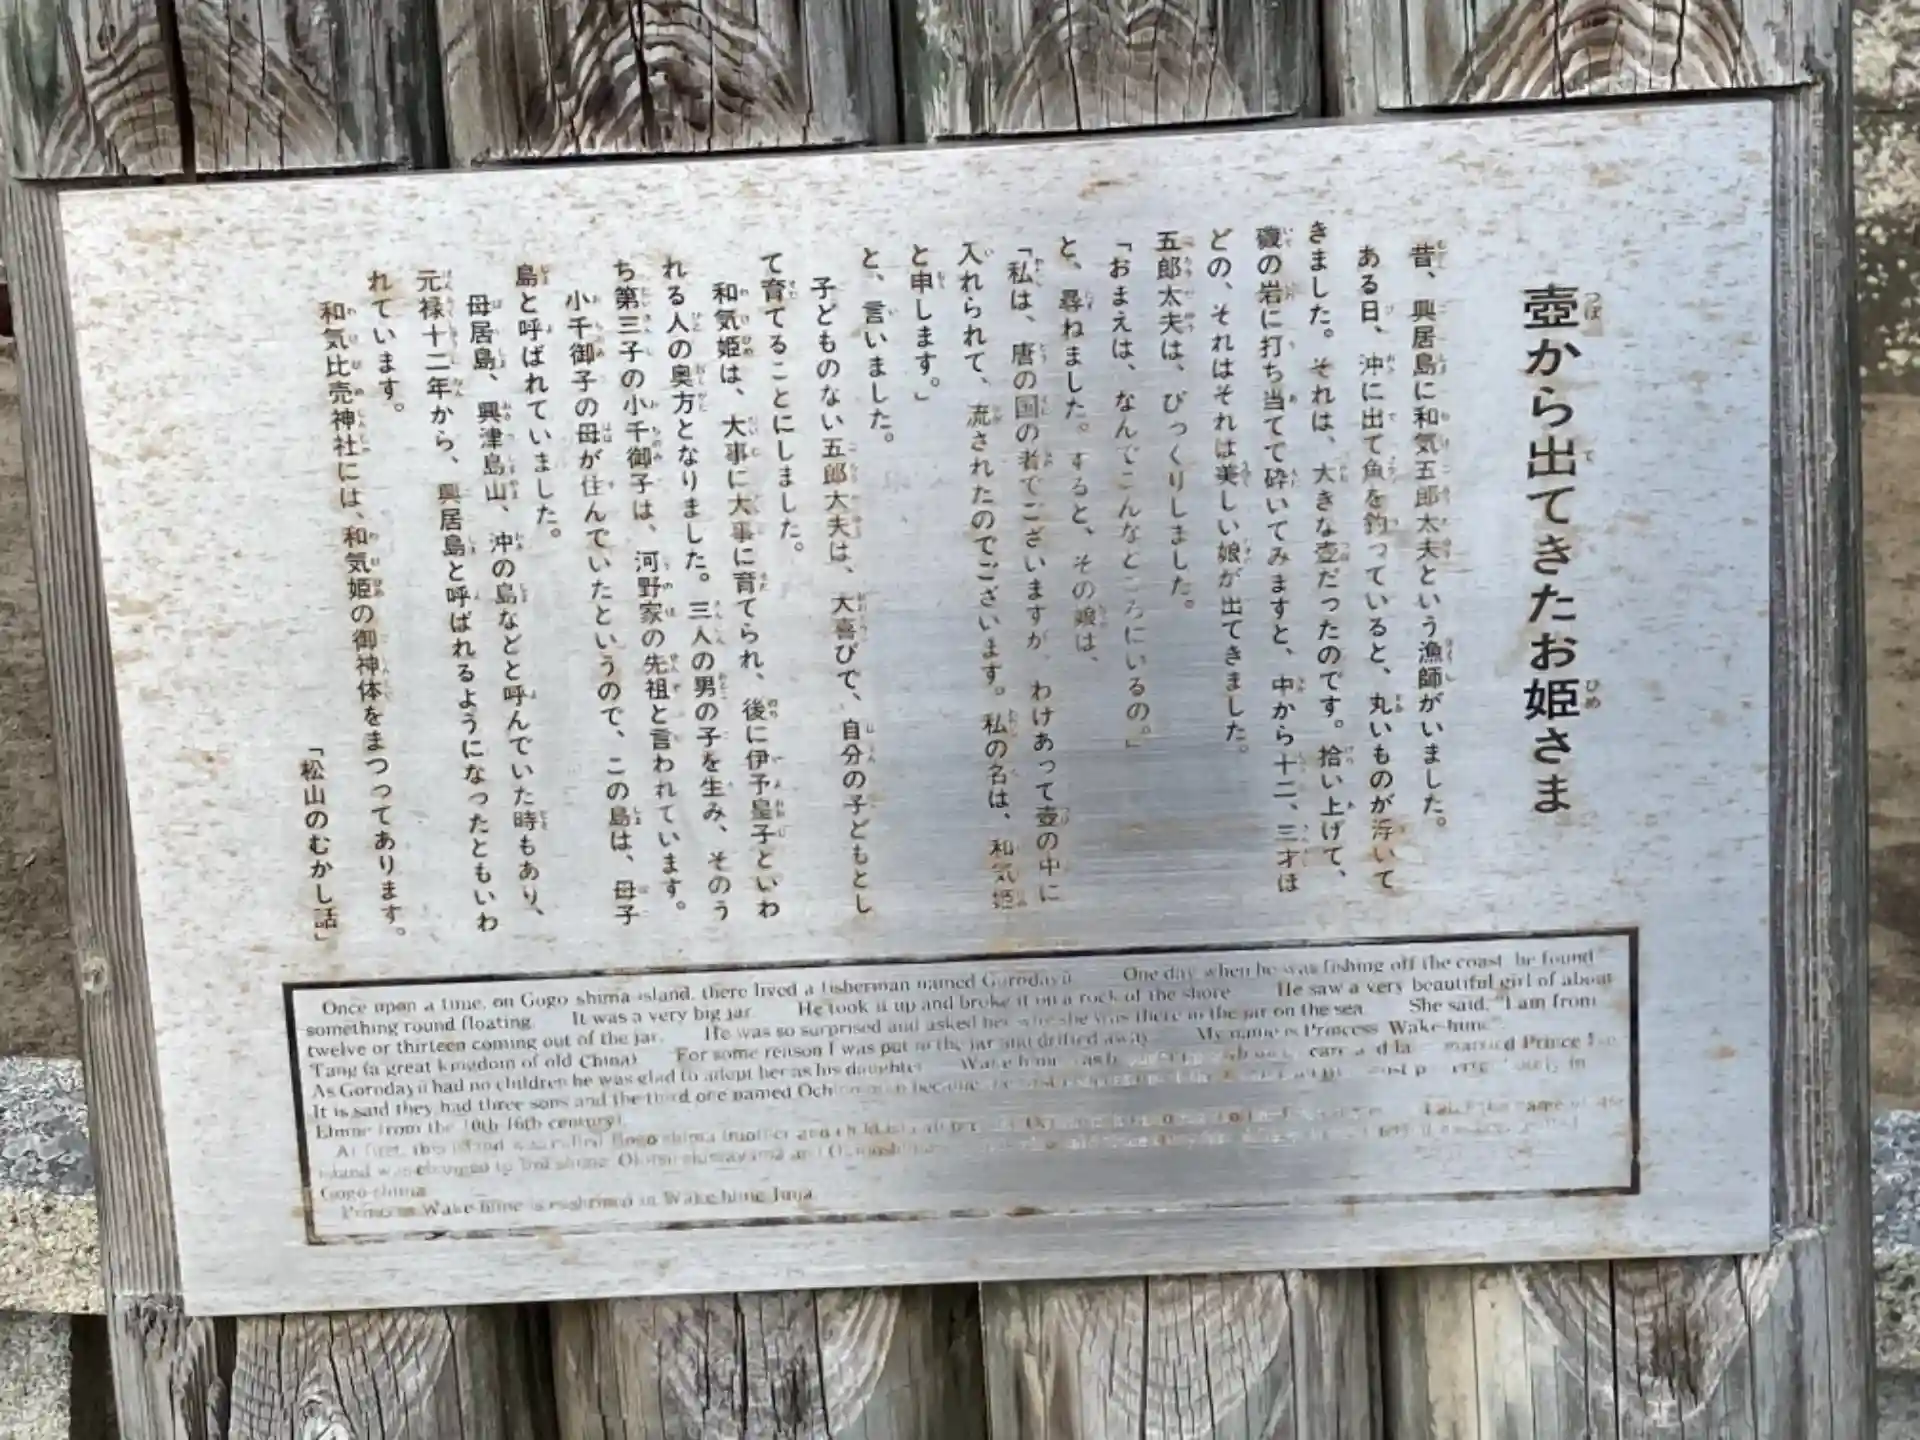 壺から出てきたお姫さま
昔、興居島に和気五郎太夫という漁師がいました。
ある日、沖に出て魚を釣っていると、丸いものが浮いて
きました。それは、大きな壺だったのです。拾い上げて、
磯の岩に打ち当てて砕いてみますと、中から十二、三才ほ
どの、それはそれは美しい娘が出てきました。
五郎太夫は、びっくりしました。
「おまえは、なんでこんなところにいるの。」
と、尋ねました。すると、その娘は、
「私は、唐の国の者でございますが、わけあって壺の中に
入れられて、流されたのでございます。私の名は、和気姫
と申します。」
と、言いました。
子どものない五郎太夫は、大喜びで、自分の子どもとし
て育てることにしました。
和気姫は、大事に大事に育てられ、後に伊予皇子といわ
れる人の奥方となりました。三人の男の子を生み、そのう
ち第三子の小千御子は、河野家の先祖と言われています。
小千御子の母が住んでいたというので、この島は、母子
島と呼ばれていました。
母居島、興津島山、沖の島などと呼んでいた時もあり、
元禄十二年から、興居島と呼ばれるようになったともいわ
れています。
和気比売神社には、和気姫の御神体をまつってあります。
「松山のむかし話」
Once upon a time, on Gogo shima island, there lived a fisherman named Gorodayū One day when he was fishing off the coast he found
something round floating It was a very big jar He took it up and broke it on a rock of the shore He saw a very beautiful girl of about
twelve or thirteen coming out of the jar. He was so surprised and asked her why she was there in the jar on the sea She said, "I am from
Tang (a great kingdom of old China) For some reason I was put in the jar and drifted away My name is Princess Wake-hime"
As Gorodayū had no children he was glad to adopt her as his daughter care married Prince
It is said they had three sons and the third one named
Ehime from the 10th 16th century)
At first, this island was
island was changed to
Gogo-shima
Princess Wake-hime is enshrined in Wake-hime Jinja